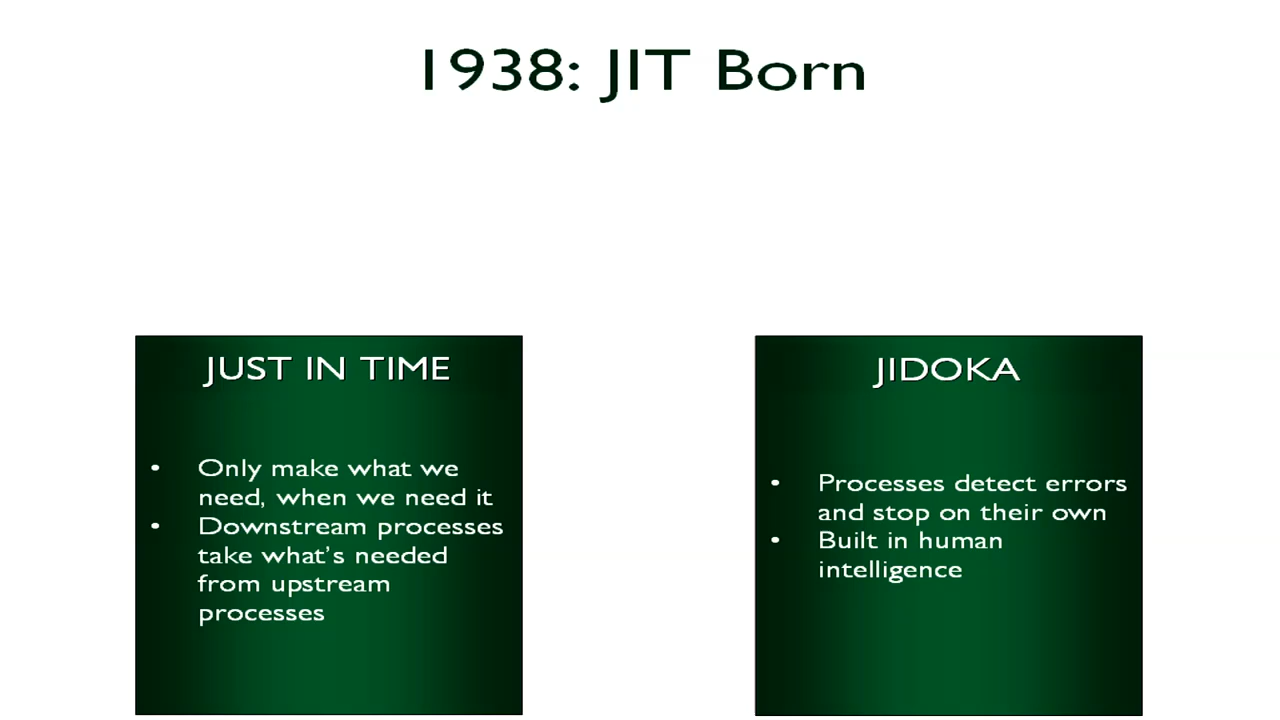 1938: JIT Born
JUST IN TIME
• Only make what we
need, when we need it
• Downstream processes
take what's needed
from upstream
processes
JIDOKA
• Processes detect errors
and stop on their own
• Built in human
intelligence